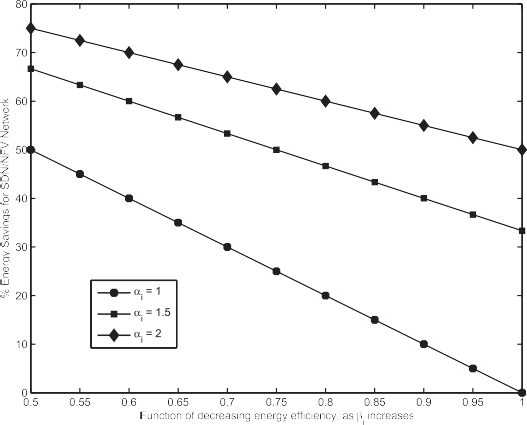 80
70
60
50
40
30
20
10
0
% Energy Savings for SDN/NFV Network
αi = 1
αi = 1.5
αi = 2
0.5 0.55 0.6 0.65 0.7 0.75 0.8 0.85 0.9 0.95 1
Function of decreasing energy efficiency, as βi increases